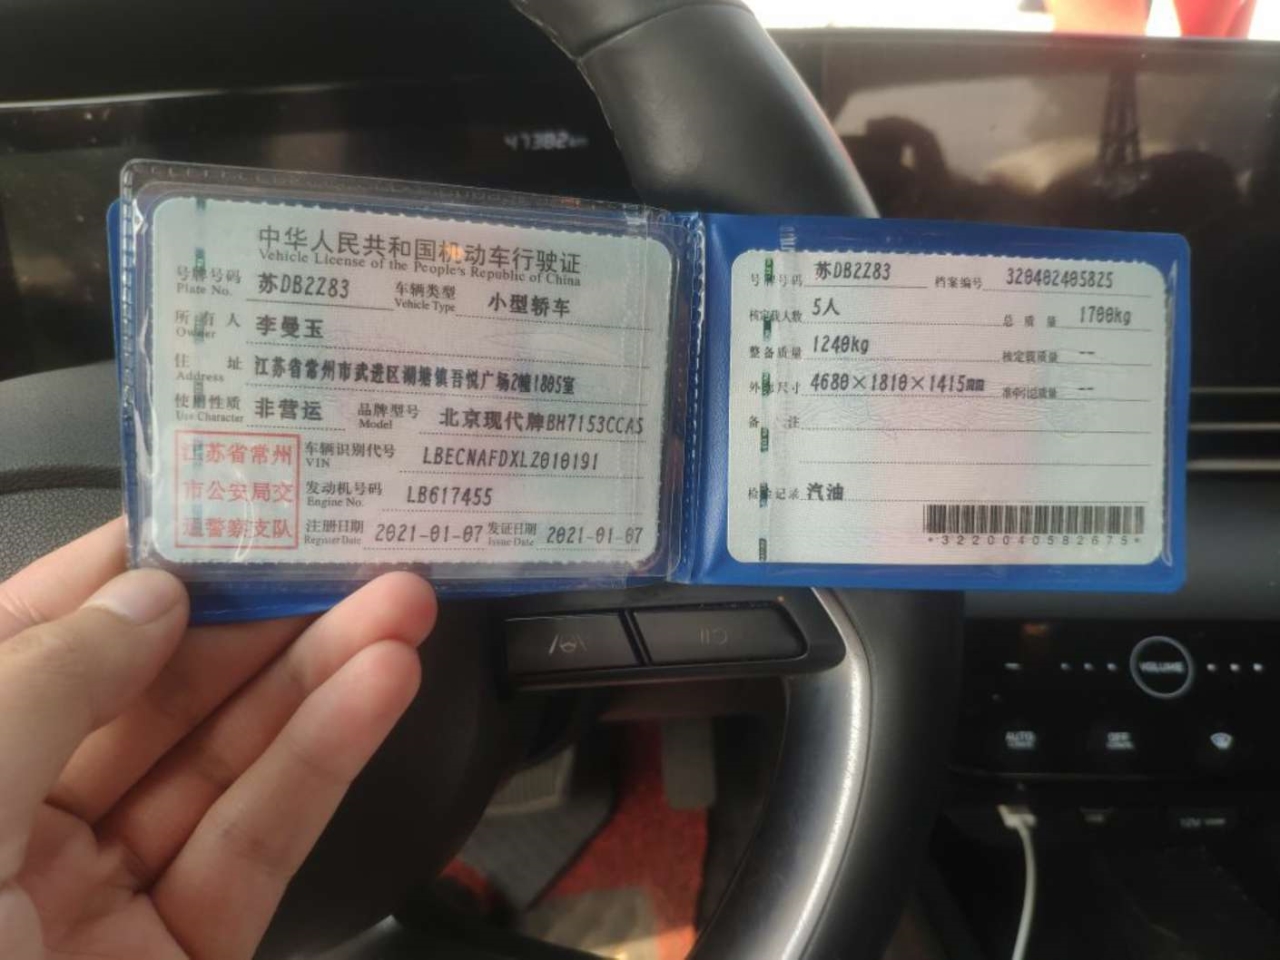 47382km
中华人民共和国机动车行驶证
Vehicle License of the People's Republic of China
号牌号码 苏DB2Z83 车辆类型 小型轿车
Plate No. Vehicle Type
所有人 李曼玉
Owner
住址 江苏省常州市武进区湖塘镇吾悦广场2幢1805室
Address
使用性质 非营运 品牌型号 北京现代牌BH7153CCAS
Use Character Model
江苏省常州
市公安局交
通警察支队
车辆识别代号 LBECNAFDXLZ010191
VIN
发动机号码 LB617455
Engine No.
注册日期 2021-01-07 发证日期 2021-01-07
Register Date Issue Date
号牌号码 苏DB2Z83 档案编号 320402405825
核定载人数 5人 总质量 1700kg
整备质量 1240kg 核定载质量 --
外廓尺寸 4680×1810×1415mm 准牵引总质量 --
备注
检验记录 汽油
*3220040582675*
VOLUME
AUTO OFF
12V